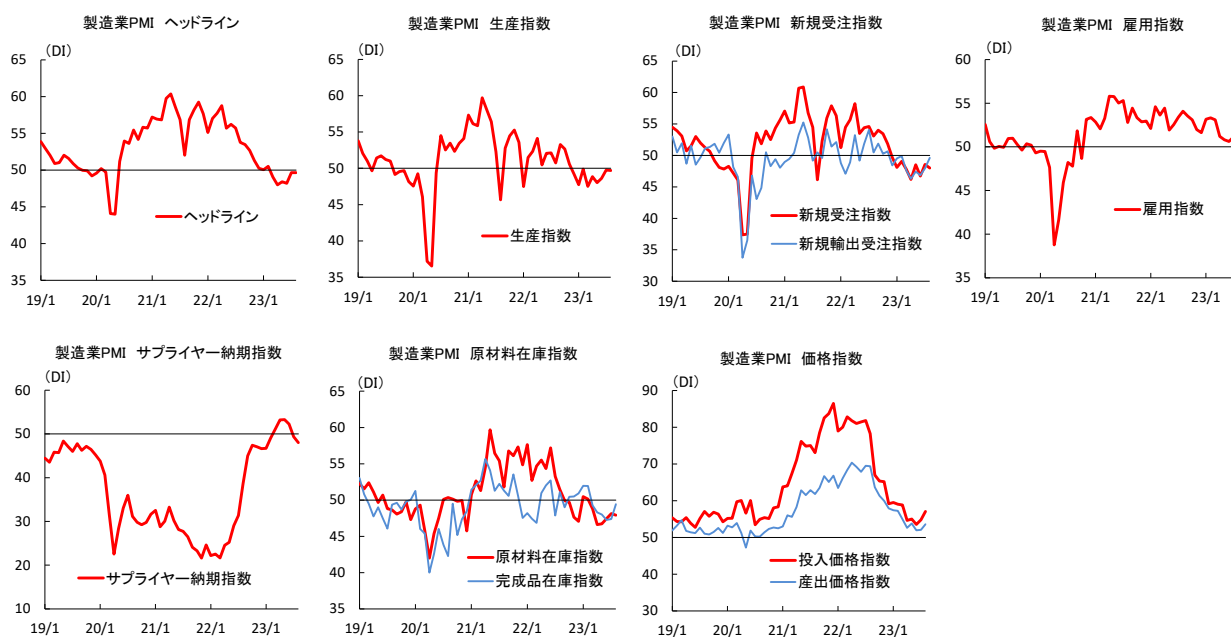 製造業PMI ヘッドライン
(DI)
65
60
55
50
45
40
35
19/1 20/1 21/1 22/1 23/1
ヘッドライン
製造業PMI 生産指数
(DI)
65
60
55
50
45
40
35
19/1 20/1 21/1 22/1 23/1
生産指数
製造業PMI 新規受注指数
(DI)
65
60
55
50
45
40
35
30
19/1 20/1 21/1 22/1 23/1
新規受注指数
新規輸出受注指数
製造業PMI 雇用指数
(DI)
60
55
50
45
40
35
19/1 20/1 21/1 22/1 23/1
雇用指数
製造業PMI サプライヤー納期指数
(DI)
60
50
40
30
20
10
19/1 20/1 21/1 22/1 23/1
サプライヤー納期指数
製造業PMI 原材料在庫指数
(DI)
65
60
55
50
45
40
35
19/1 20/1 21/1 22/1 23/1
原材料在庫指数
完成品在庫指数
製造業PMI 価格指数
(DI)
90
80
70
60
50
40
30
19/1 20/1 21/1 22/1 23/1
投入価格指数
産出価格指数